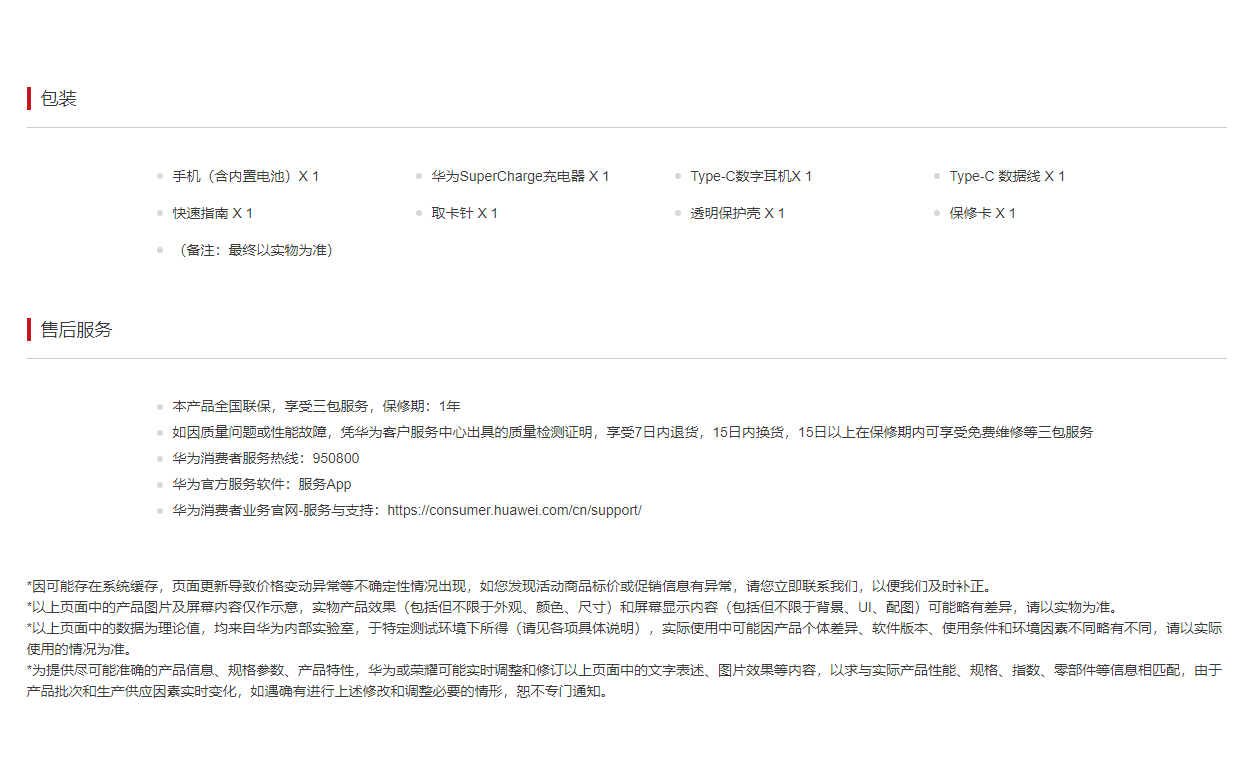 包装
手机（含内置电池）X 1
华为SuperCharge充电器 X 1
Type-C数字耳机X 1
Type-C 数据线 X 1
快速指南 X 1
取卡针 X 1
透明保护壳 X 1
保修卡 X 1
（备注：最终以实物为准）
售后服务
本产品全国联保，享受三包服务，保修期：1年
如因质量问题或性能故障，凭华为客户服务中心出具的质量检测证明，享受7日内退货，15日内换货，15日以上在保修期内可享受免费维修等三包服务
华为消费者服务热线：950800
华为官方服务软件：服务App
华为消费者业务官网-服务与支持：https://consumer.huawei.com/cn/support/
*因可能存在系统缓存，页面更新导致价格变动异常等不确定性情况出现，如您发现活动商品标价或促销信息有异常，请您立即联系我们，以便我们及时补正。
*以上页面中的产品图片及屏幕内容仅作示意，实物产品效果（包括但不限于外观、颜色、尺寸）和屏幕显示内容（包括但不限于背景、UI、配图）可能略有差异，请以实物为准。
*以上页面中的数据为理论值，均来自华为内部实验室，于特定测试环境下所得（请见各项具体说明），实际使用中可能因产品个体差异、软件版本、使用条件和环境因素不同略有不同，请以实际
使用的情况为准。
*为提供尽可能准确的产品信息、规格参数、产品特性，华为或荣耀可能实时调整和修订以上页面中的文字表述、图片效果等内容，以求与实际产品性能、规格、指数、零部件等信息相匹配，由于
产品批次和生产供应因素实时变化，如遇确有进行上述修改和调整必要的情形，恕不专门通知。